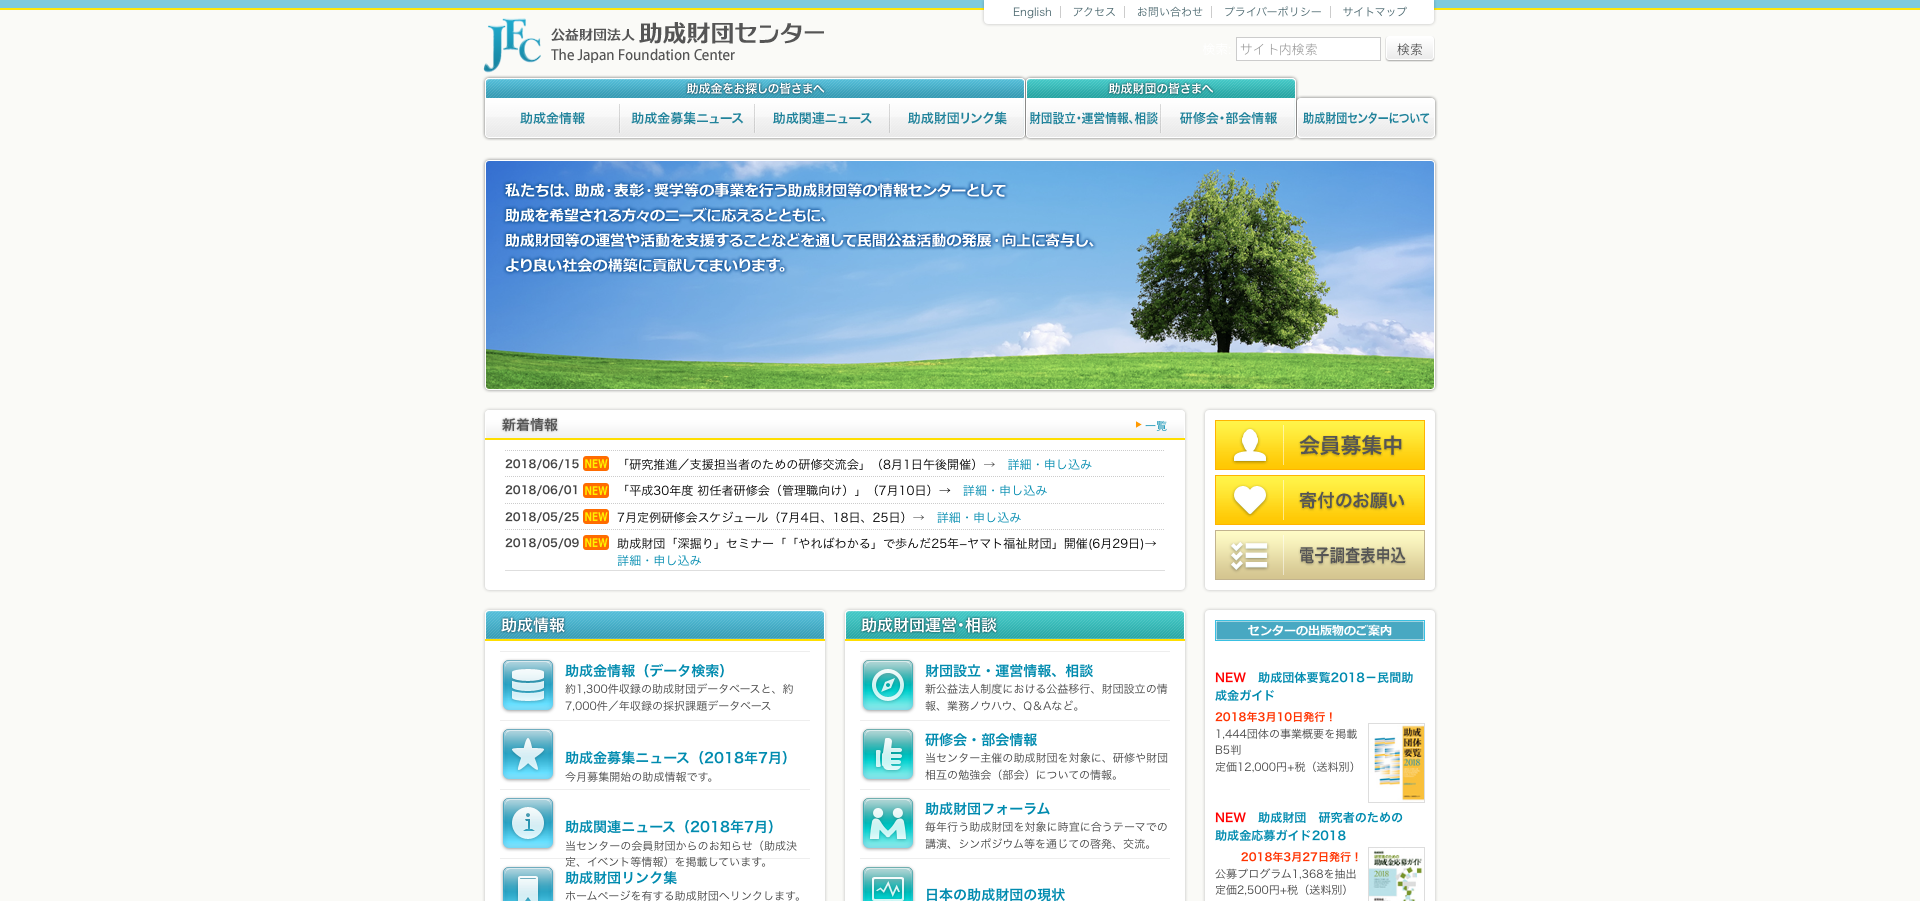 English
アクセス
お問い合わせ
プライバーポリシー
サイトマップ
JFC
公益財団法人 助成財団センター
The Japan Foundation Center
サイト内検索
検索
助成金をお探しの皆さまへ
助成財団の皆さまへ
助成金情報
助成金募集ニュース
助成関連ニュース
助成財団リンク集
財団設立・運営情報、相談
研修会・部会情報
助成財団センターについて
私たちは、助成・表彰・奨学等の事業を行う助成財団等の情報センターとして
助成を希望される方々のニーズに応えるとともに、
助成財団等の運営や活動を支援することなどを通して民間公益活動の発展・向上に寄与し、
より良い社会の構築に貢献してまいります。
新着情報
一覧
2018/06/15 NEW 「研究推進／支援担当者のための研修交流会」（8月1日午後開催）→ 詳細・申し込み
2018/06/01 NEW 「平成30年度 初任者研修会（管理職向け）」（7月10日）→ 詳細・申し込み
2018/05/25 NEW 7月定例研修会スケジュール（7月4日、18日、25日）→ 詳細・申し込み
2018/05/09 NEW 助成財団「深掘り」セミナー「「やればわかる」で歩んだ25年−ヤマト福祉財団」開催(6月29日)→
詳細・申し込み
会員募集中
寄付のお願い
電子調査表申込
助成情報
助成金情報（データ検索）
約1,300件収録の助成財団データベースと、約
7,000件／年収録の採択課題データベース
助成金募集ニュース（2018年7月）
今月募集開始の助成情報です。
助成関連ニュース（2018年7月）
当センターの会員財団からのお知らせ（助成決
定、イベント等情報）を掲載しています。
助成財団リンク集
ホームページを有する助成財団へリンクします。
助成財団運営・相談
財団設立・運営情報、相談
新公益法人制度における公益移行、財団設立の情
報、業務ノウハウ、Q＆Aなど。
研修会・部会情報
当センター主催の助成財団を対象に、研修や財団
相互の勉強会（部会）についての情報。
助成財団フォーラム
毎年行う助成財団を対象に時宜に合うテーマでの
講演、シンポジウム等を通じての啓発、交流。
日本の助成財団の現状
センターの出版物のご案内
NEW 助成団体要覧2018－民間助
成金ガイド
2018年3月10日発行！
1,444団体の事業概要を掲載
B5判
定価12,000円+税（送料別）
助成
団体
要覧
2018
NEW 助成財団 研究者のための
助成金応募ガイド2018
2018年3月27日発行！
公募プログラム1,368を抽出
定価2,500円+税（送料別）
助成金応募ガイド
2018